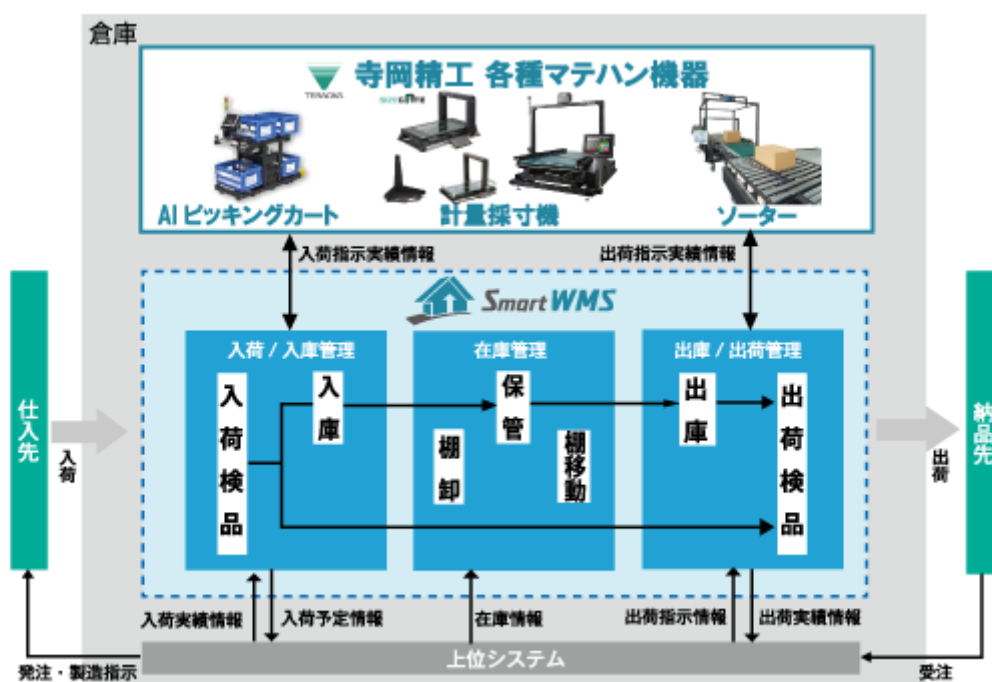 倉庫
寺岡精工 各種マテハン機器
TERAOKA
AIピッキングカート
計量採寸機
ソーター
入荷指示実績情報
出荷指示実績情報
SmartWMS
入荷 / 入庫管理
在庫管理
出庫 / 出荷管理
入荷検品
入庫
保管
棚卸
棚移動
出庫
出荷検品
仕入先
入荷
納品先
出荷
入荷実績情報
入荷予定情報
在庫情報
出荷指示情報
出荷実績情報
上位システム
発注・製造指示
受注